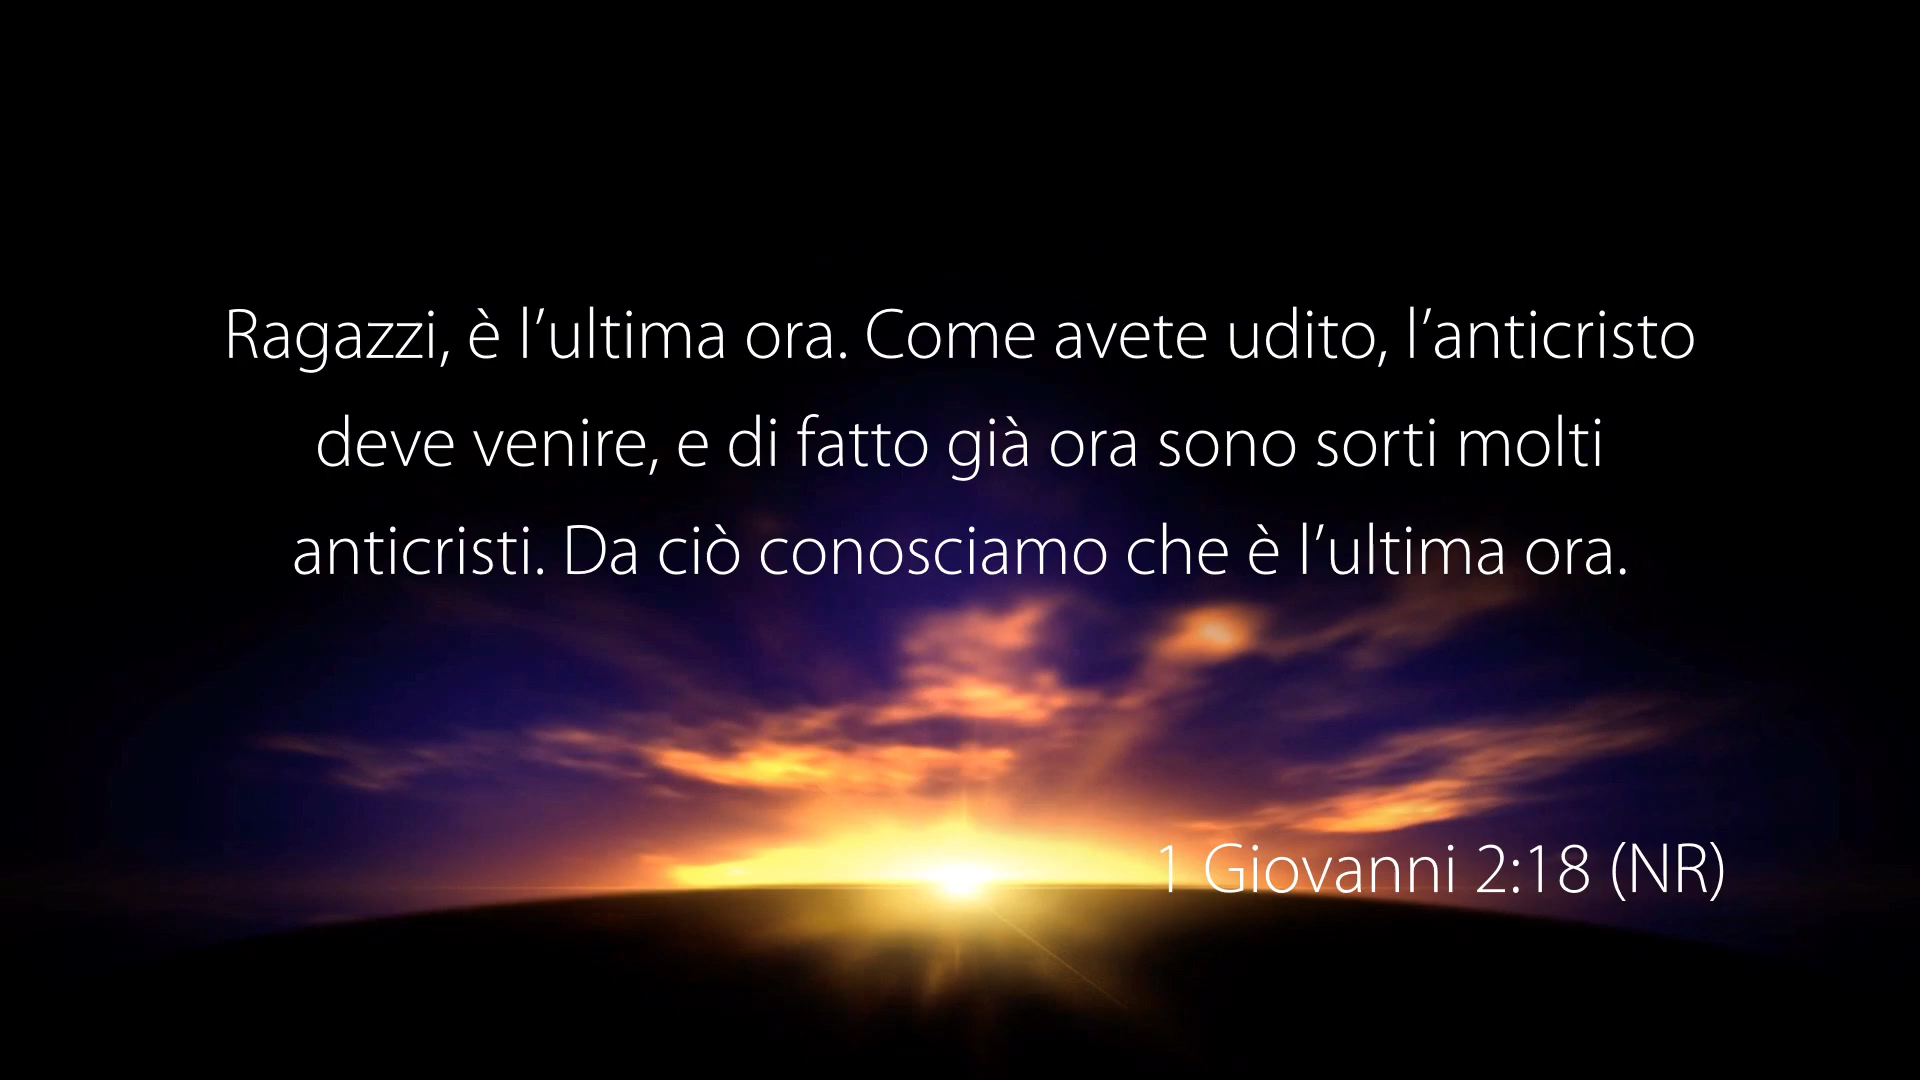 Ragazzi, è l’ultima ora. Come avete udito, l’anticristo
deve venire, e di fatto già ora sono sorti molti
anticristi. Da ciò conosciamo che è l’ultima ora.
1 Giovanni 2:18 (NR)